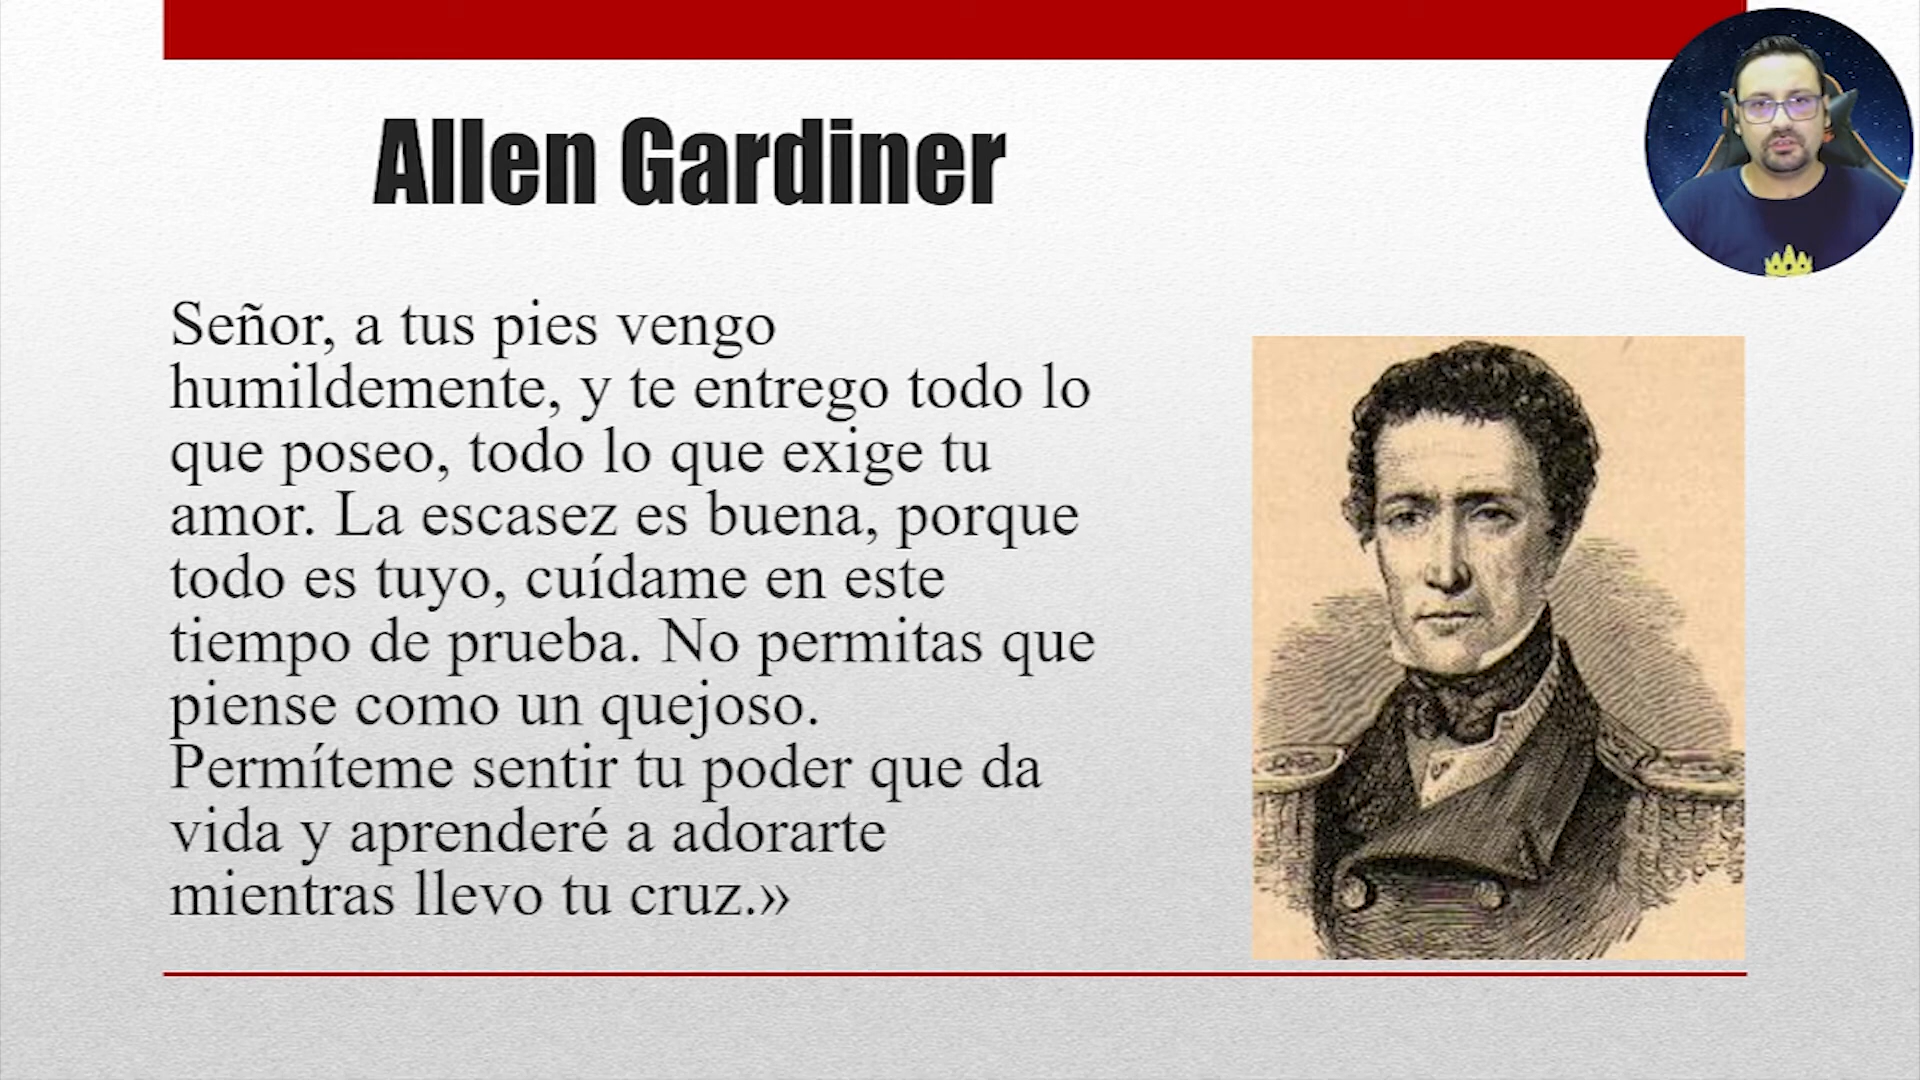 Allen Gardiner
Señor, a tus pies vengo
humildemente, y te entrego todo lo
que poseo, todo lo que exige tu
amor. La escasez es buena, porque
todo es tuyo, cuídame en este
tiempo de prueba. No permitas que
piense como un quejoso.
Permíteme sentir tu poder que da
vida y aprenderé a adorarte
mientras llevo tu cruz.»